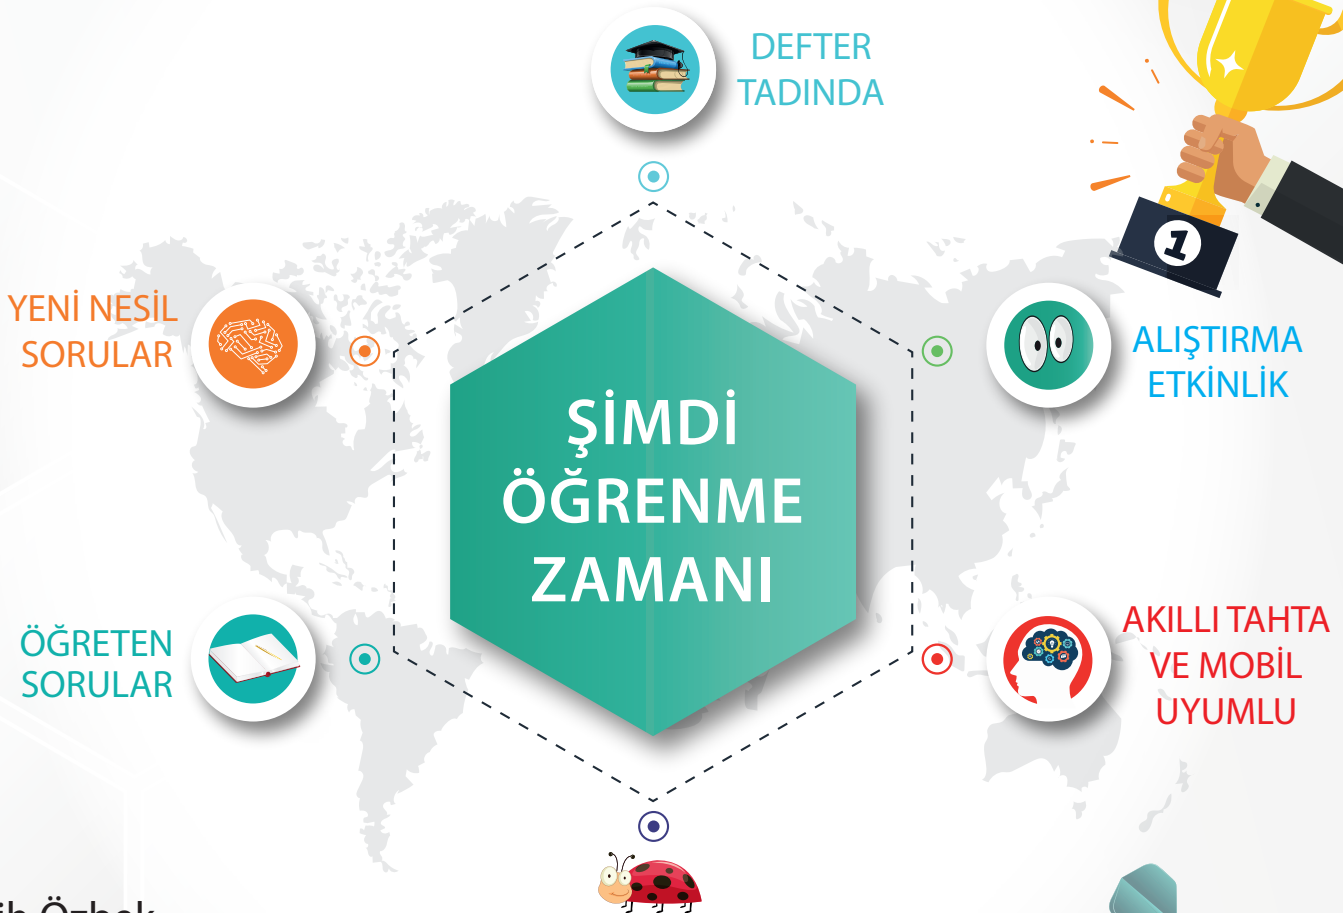 DEFTER
TADINDA
1
YENİ NESİL
SORULAR
ALIŞTIRMA
ETKİNLİK
ŞİMDİ
ÖĞRENME
ZAMANI
ÖĞRETEN
SORULAR
AKILLI TAHTA
VE MOBİL
UYUMLU